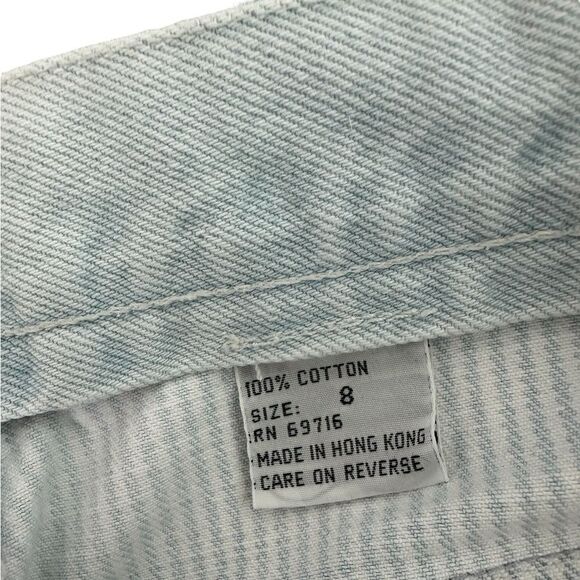 100% COTTON
SIZE: 8
RN 69716
MADE IN HONG KONG
CARE ON REVERSE